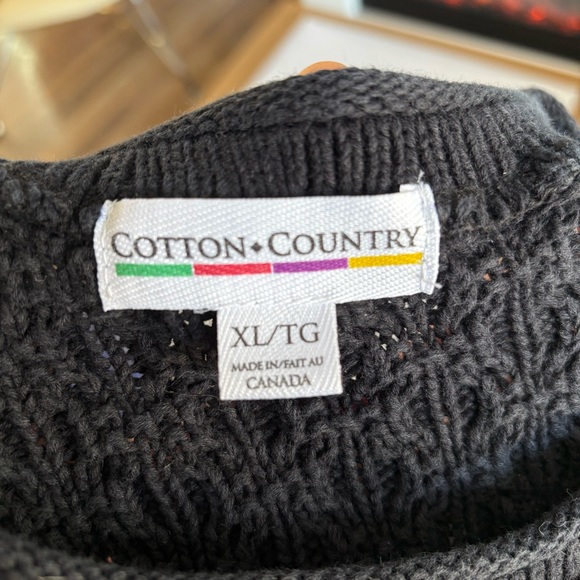 COTTON◆COUNTRY
XL/TG
MADE IN/FAIT AU
CANADA